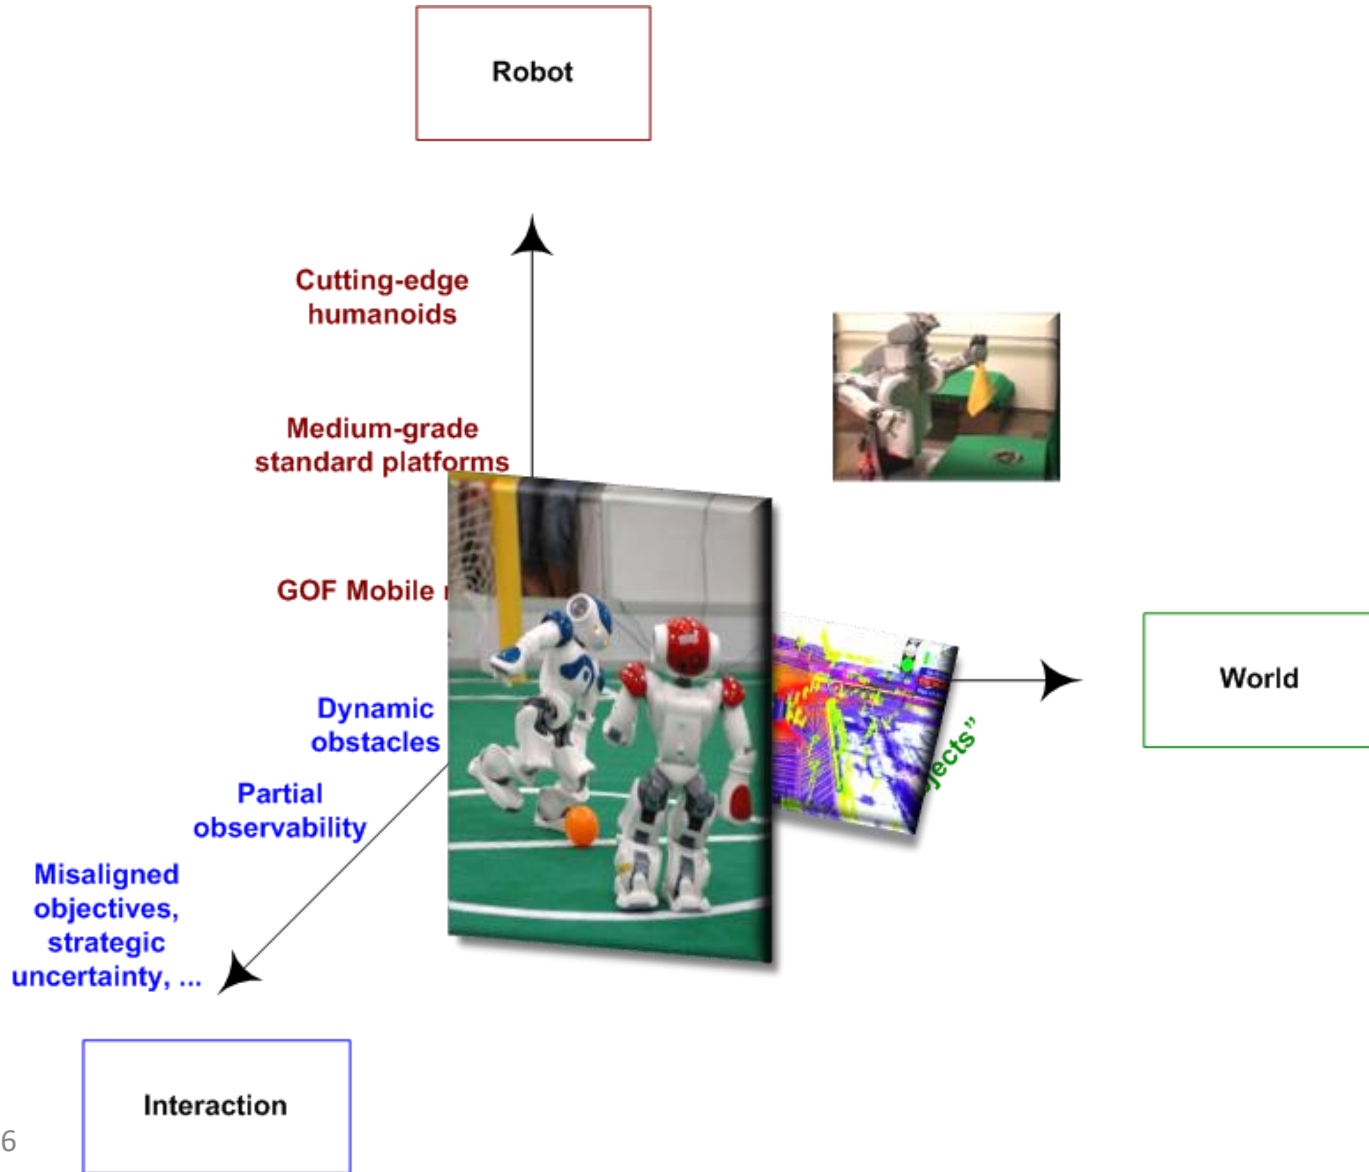 Robot
Cutting-edge
humanoids
Medium-grade
standard platforms
GOF Mobile
World
Dynamic
obstacles
Partial
observability
Misaligned
objectives,
strategic
uncertainty, ...
Interaction
6